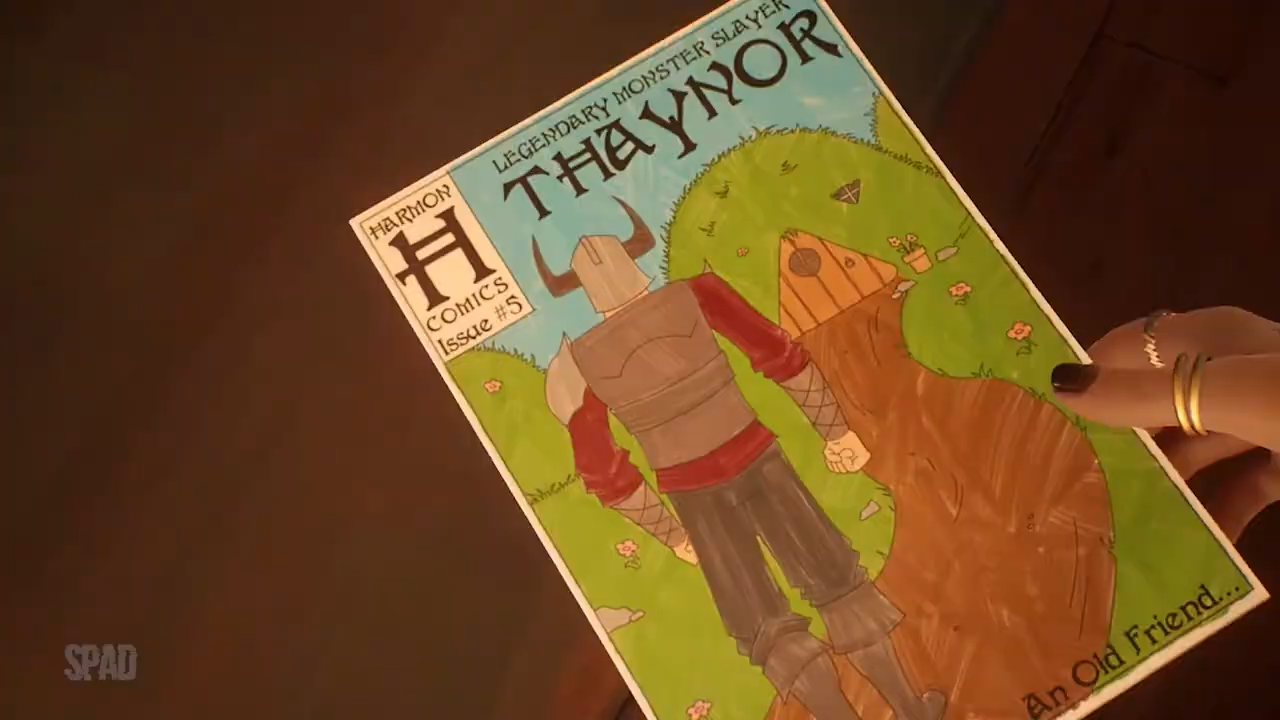 LEGENDARY MONSTER SLAYER
THAYNOR
HARMON
H
COMICS
Issue #5
An Old Friend...
SPAD